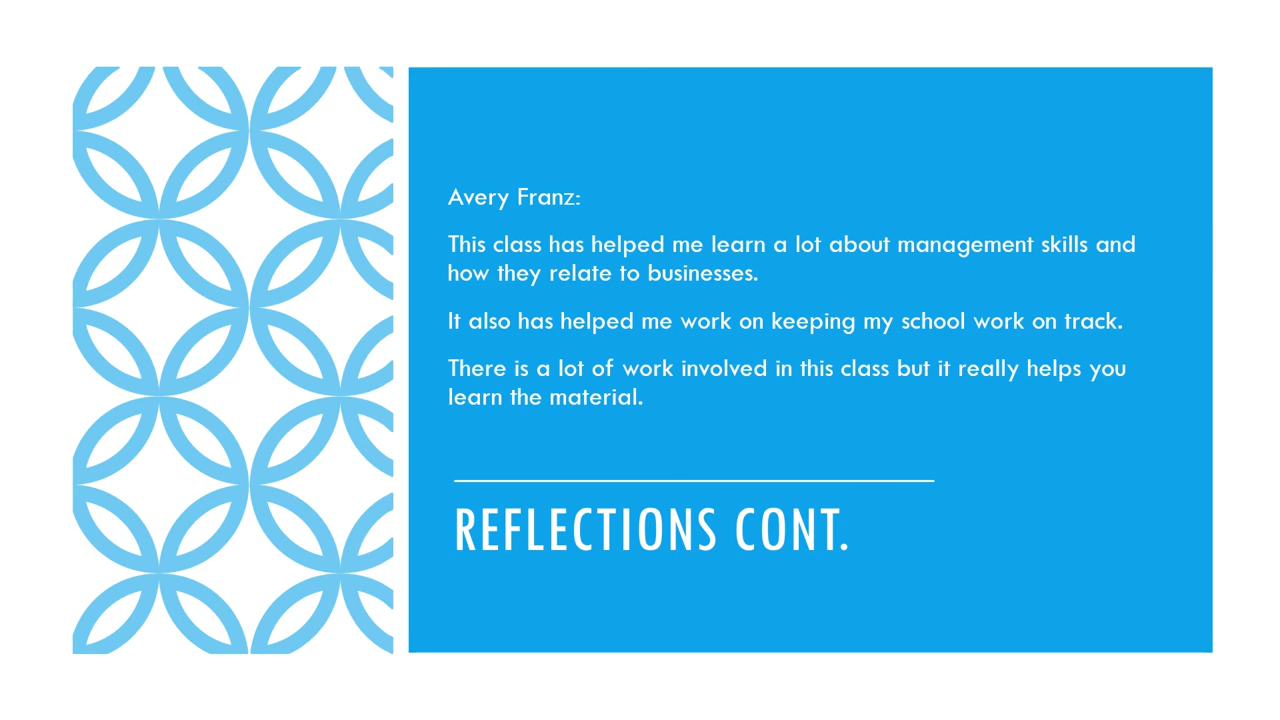 Avery Franz:
This class has helped me learn a lot about management skills and
how they relate to businesses.
It also has helped me work on keeping my school work on track.
There is a lot of work involved in this class but it really helps you
learn the material.
REFLECTIONS CONT.